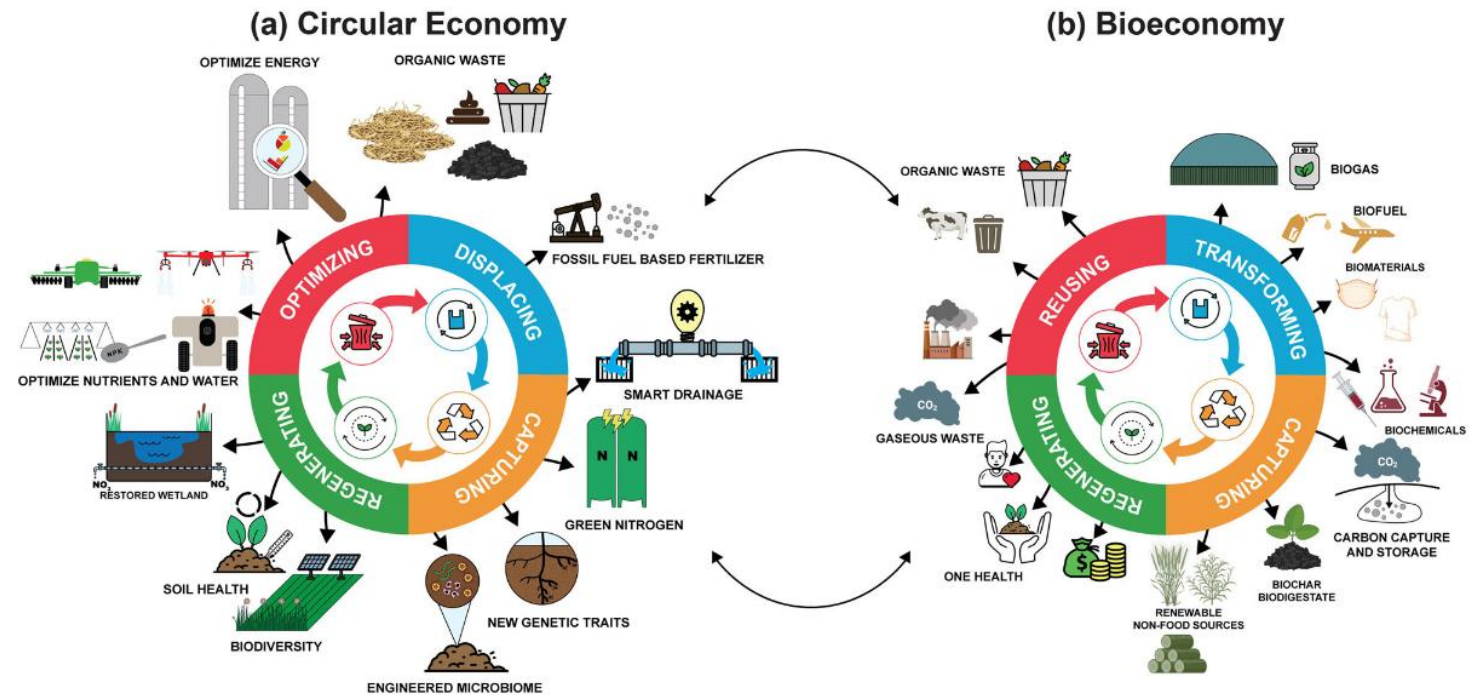 (a) Circular Economy
OPTIMIZE ENERGY
ORGANIC WASTE
OPTIMIZING
DISPLACING
CAPTURING
REGENERATING
FOSSIL FUEL BASED FERTILIZER
SMART DRAINAGE
N N
GREEN NITROGEN
NEW GENETIC TRAITS
ENGINEERED MICROBIOME
BIODIVERSITY
SOIL HEALTH
NO₃ NO₃
RESTORED WETLAND
NPK
OPTIMIZE NUTRIENTS AND WATER
(b) Bioeconomy
ORGANIC WASTE
BIOGAS
BIOFUEL
BIOMATERIALS
BIOCHEMICALS
REUSING
TRANSFORMING
CAPTURING
REGENERATING
CO₂
GASEOUS WASTE
CO₂
CARBON CAPTURE
AND STORAGE
BIOCHAR
BIODIGESTATE
RENEWABLE
NON-FOOD SOURCES
$
ONE HEALTH